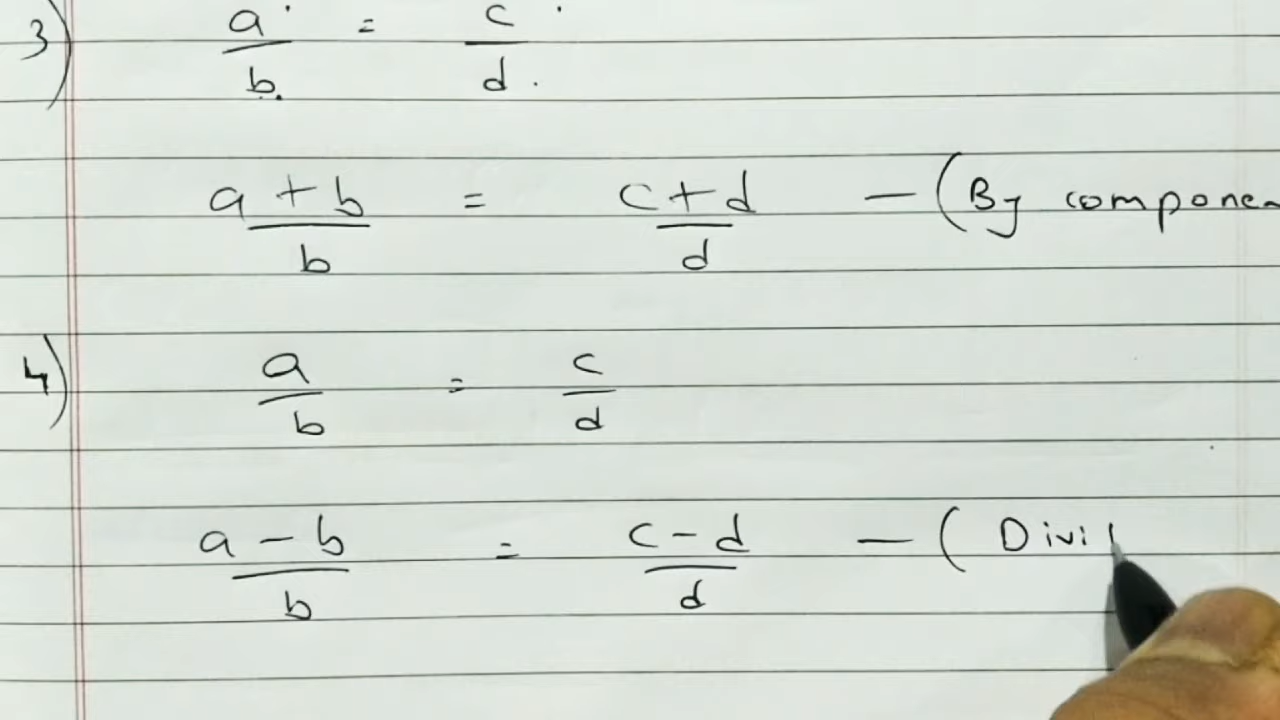 3) a/b = c/d
(a+b)/b = (c+d)/d — (By componen
4) a/b = c/d
(a-b)/b = (c-d)/d — ( Divi